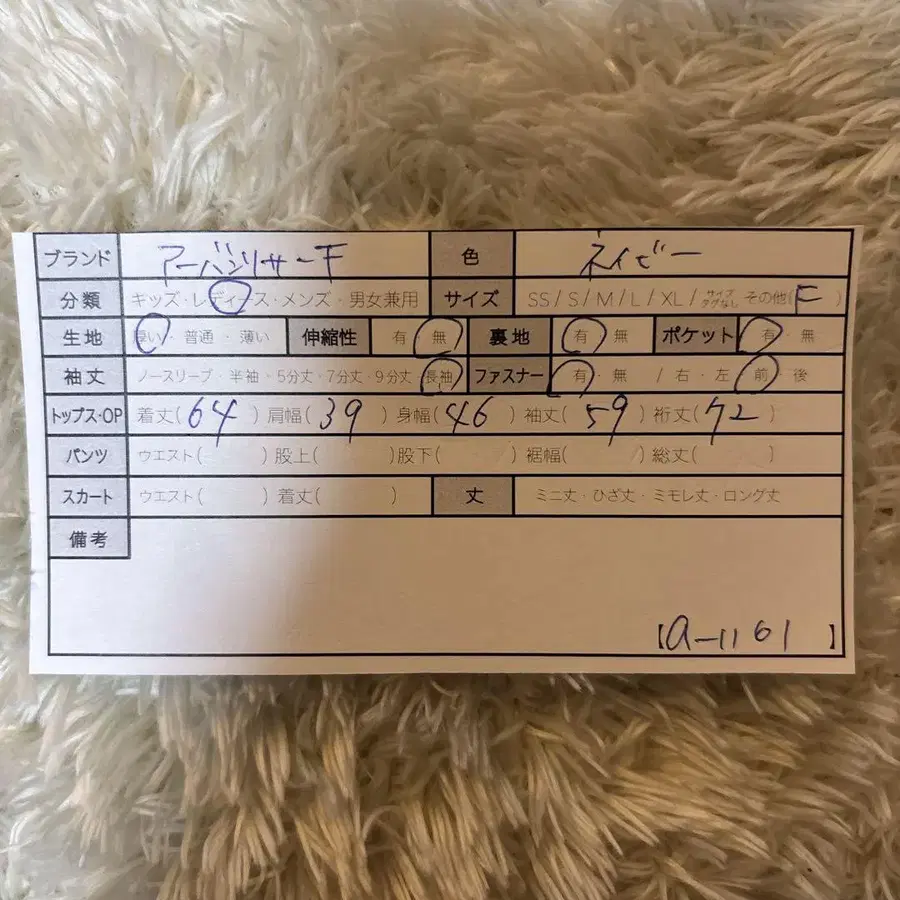 ブランド アーバンリサーチ 色 ネイビー
分類 キッズ・レディース・メンズ・男女兼用 サイズ SS / S / M / L / XL / サイズタグなし その他(F)
生地 厚い・普通・薄い 伸縮性 有・無 裏地 有・無 ポケット 有・無
袖丈 ノースリーブ・半袖・5分丈・7分丈・9分丈・長袖 ファスナー 有・無 / 右・左・前・後
トップス・OP 着丈(64) 肩幅(39) 身幅(46) 袖丈(59) 裄丈(72)
パンツ ウエスト( ) 股上( ) 股下( ) 裾幅( ) 総丈( )
スカート ウエスト( ) 着丈( ) 丈 ミニ丈・ひざ丈・ミモレ丈・ロング丈
備考
【a-1161】